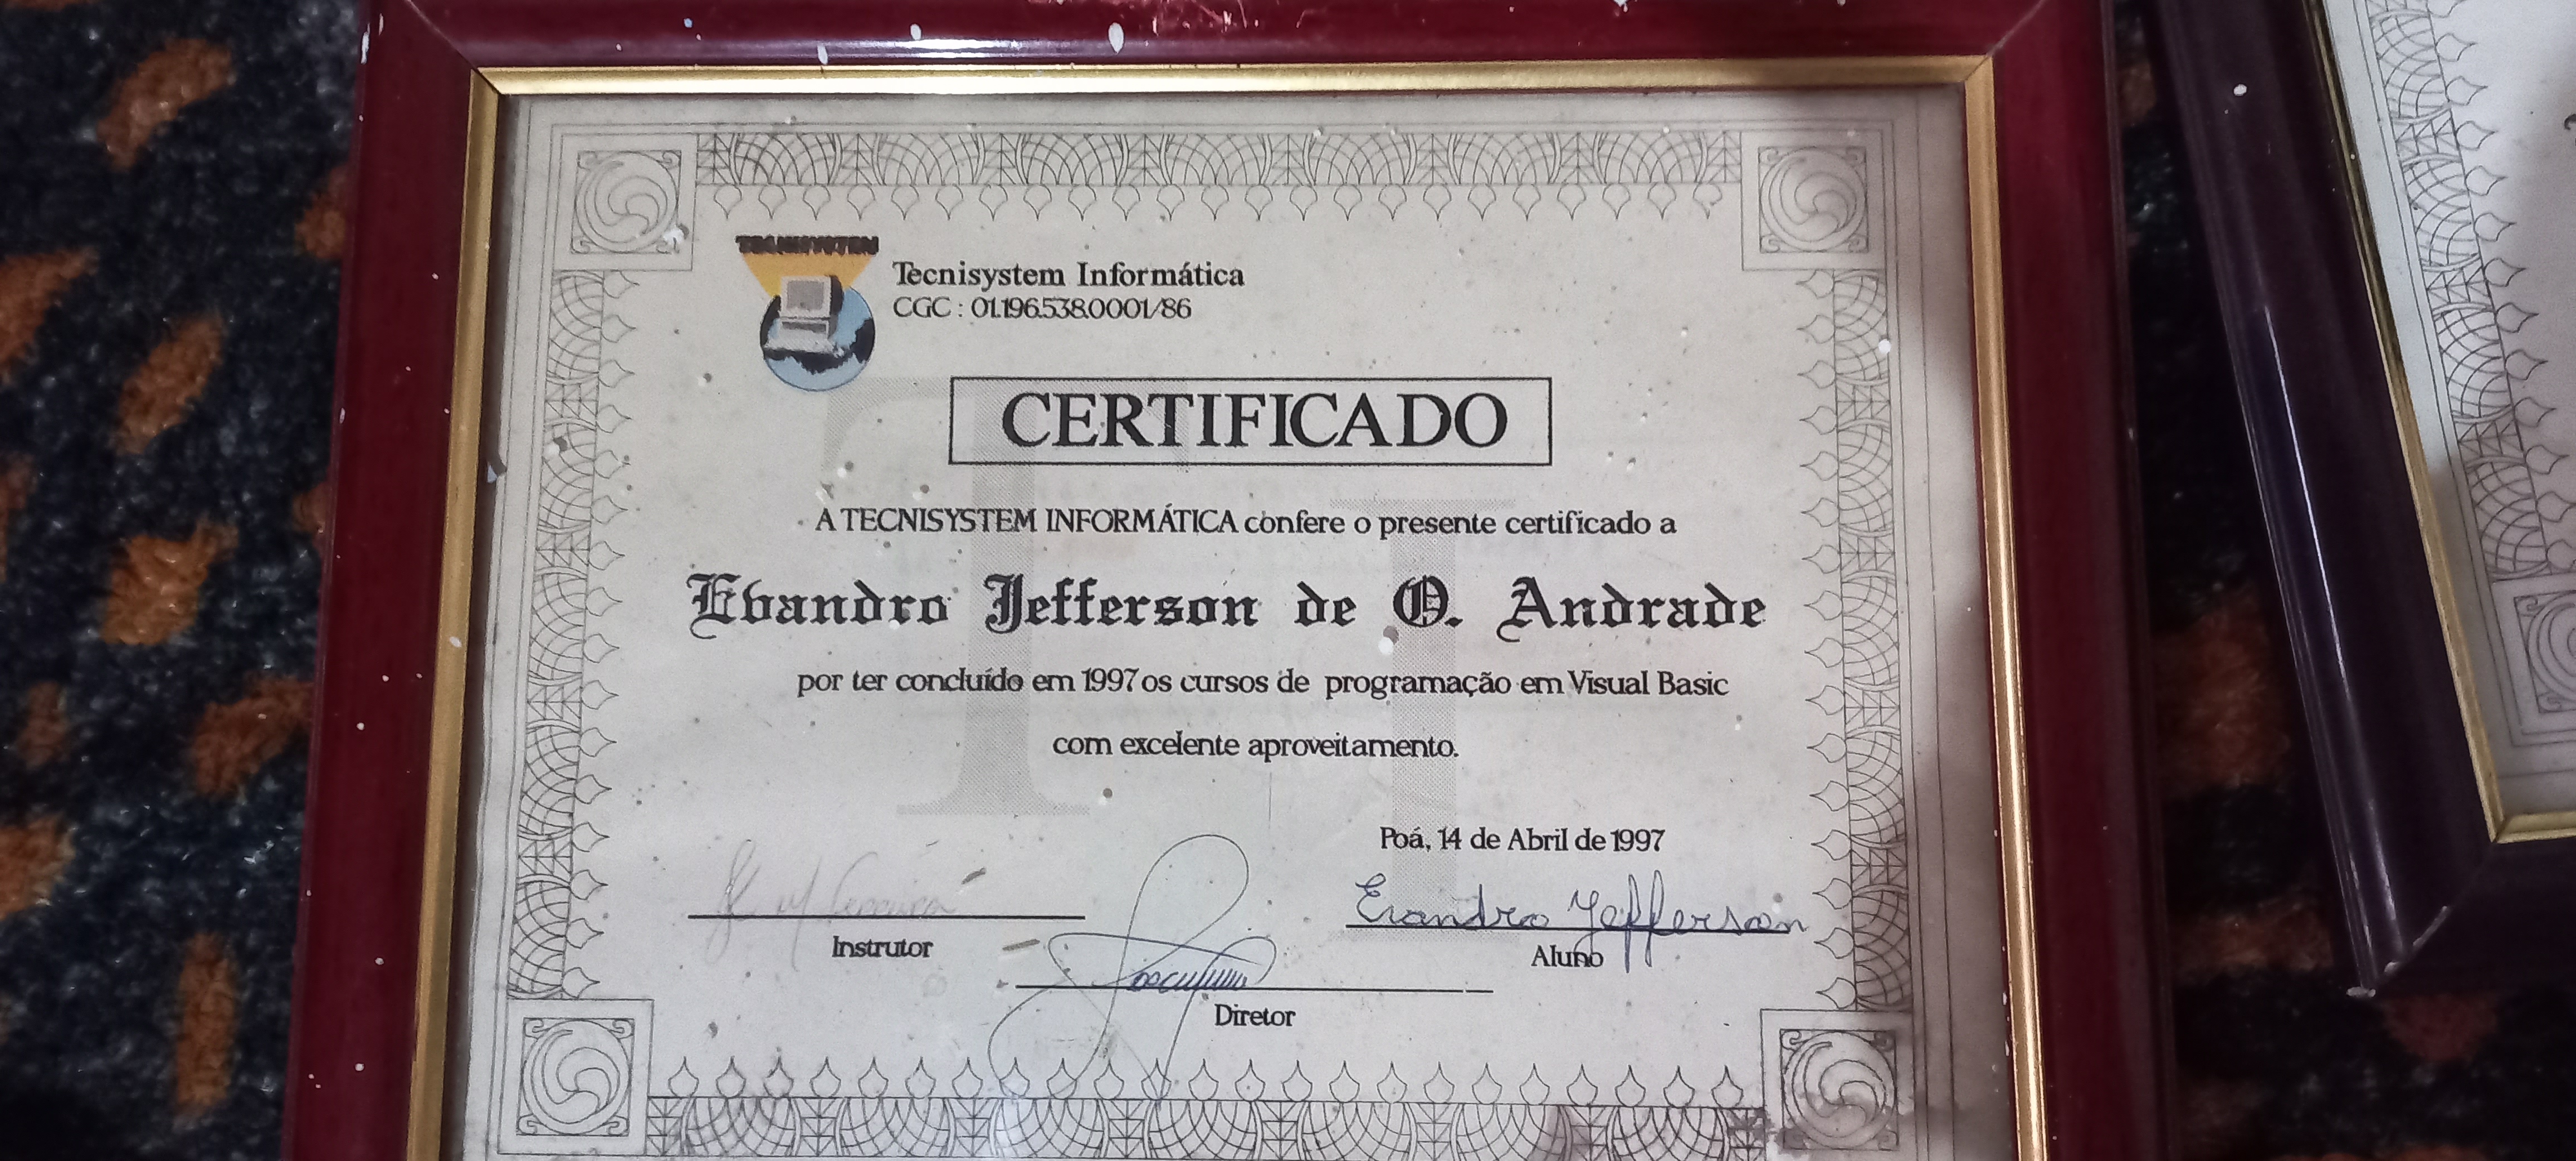 TECNISYSTEM
Tecnisystem Informática
CGC : 01.196.538.0001/86
CERTIFICADO
A TECNISYSTEM INFORMÁTICA confere o presente certificado a
Evandro Jefferson de O. Andrade
por ter concluído em 1997 os cursos de programação em Visual Basic
com excelente aproveitamento.
Poá, 14 de Abril de 1997
Evandro Jefferson
Instrutor
Aluno
Diretor